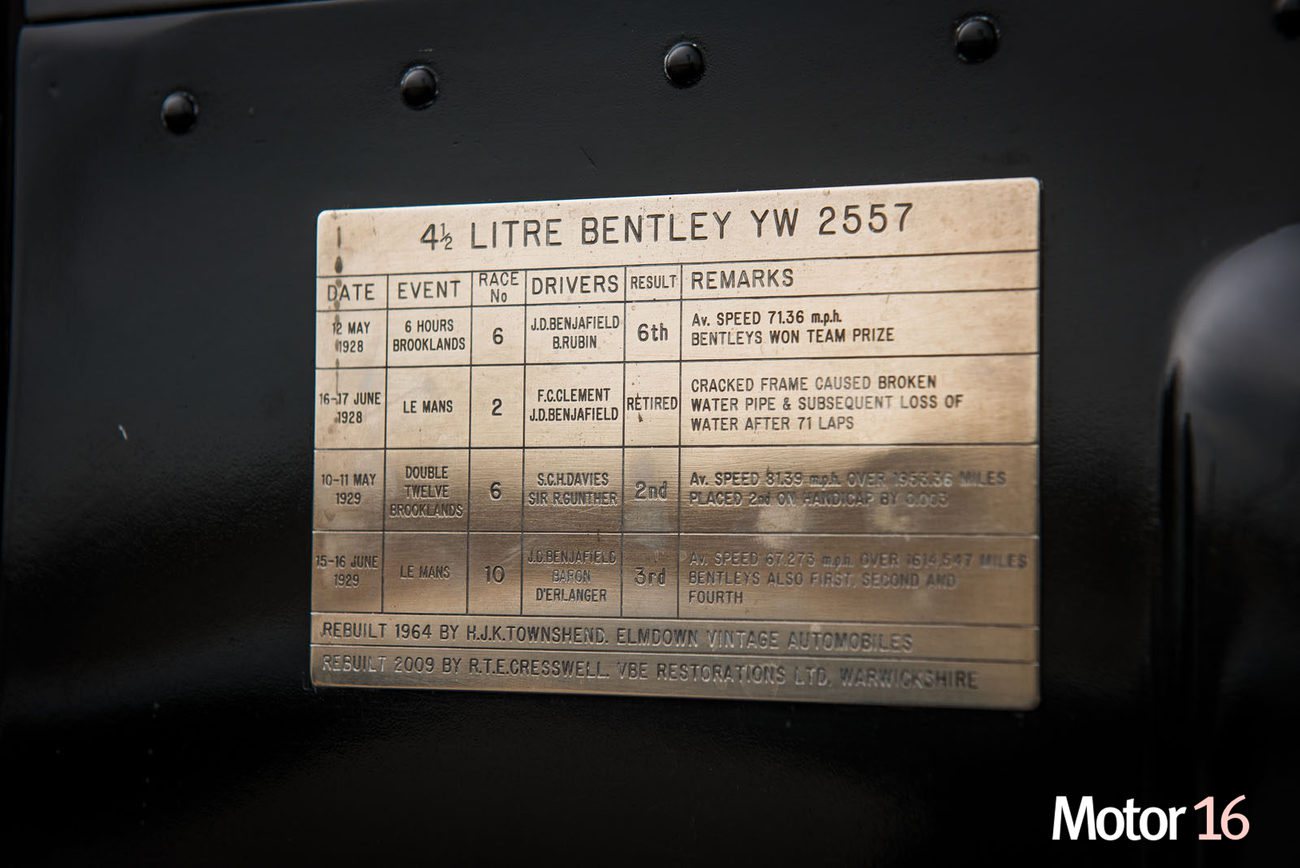 4½ LITRE BENTLEY YW 2557
DATE EVENT RACE No DRIVERS RESULT REMARKS
12 MAY 1928
6 HOURS BROOKLANDS
6
J.D.BENJAFIELD
B.RUBIN
6th
Av. SPEED 71.36 m.p.h.
BENTLEYS WON TEAM PRIZE
16-17 JUNE 1928
LE MANS
2
F.C.CLEMENT
J.D.BENJAFIELD
RETIRED
CRACKED FRAME CAUSED BROKEN
WATER PIPE & SUBSEQUENT LOSS OF
WATER AFTER 71 LAPS
10-11 MAY 1929
DOUBLE
TWELVE
BROOKLANDS
6
S.C.H.DAVIES
SIR R.GUNTHER
2nd
Av. SPEED 81.39 m.p.h. OVER 1953.36 MILES
PLACED 2nd ON HANDICAP BY 0.003
15-16 JUNE 1929
LE MANS
10
J.D.BENJAFIELD
BARON
D'ERLANGER
3rd
Av. SPEED 67.273 m.p.h. OVER 1614.547 MILES
BENTLEYS ALSO FIRST, SECOND AND
FOURTH
REBUILT 1964 BY H.J.K.TOWNSHEND. ELMDOWN VINTAGE AUTOMOBILES
REBUILT 2009 BY R.T.E.CRESSWELL. VBE RESTORATIONS LTD, WARWICKSHIRE
Motor 16